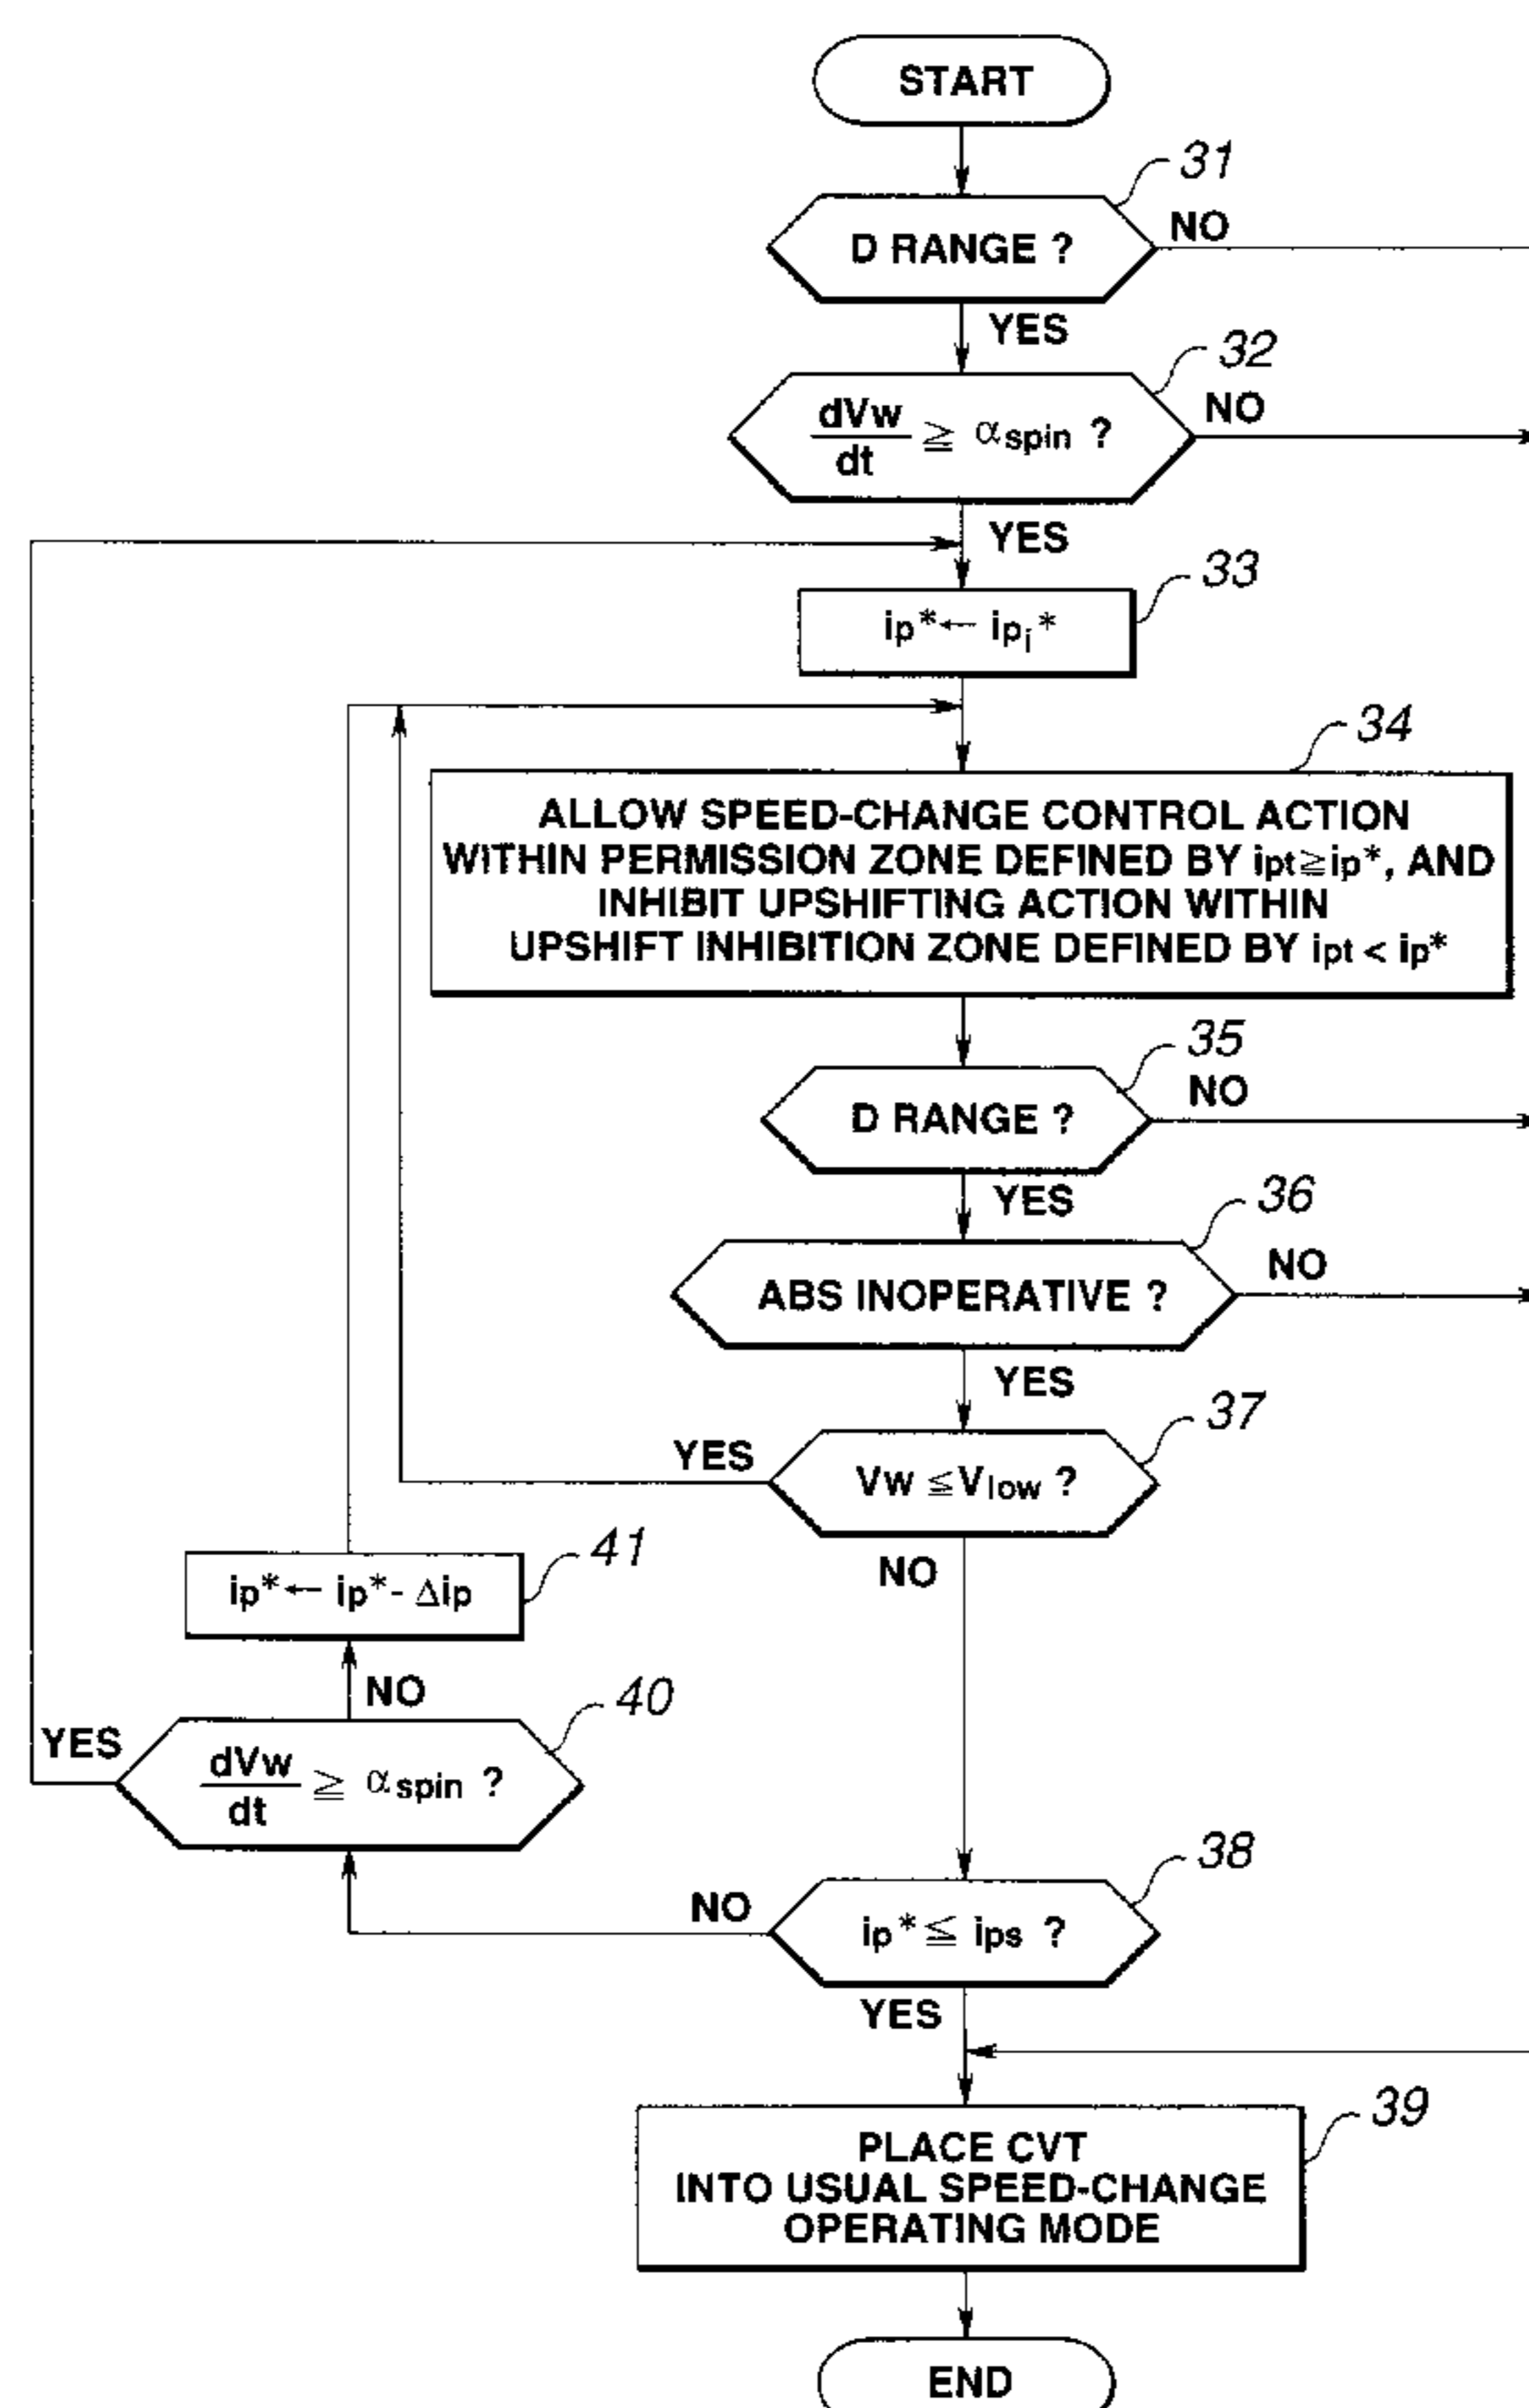 START
31
D RANGE ?
NO
YES
32
dVw/dt ≧ αspin ?
NO
YES
33
ip* ← ipi*
34
ALLOW SPEED-CHANGE CONTROL ACTION
WITHIN PERMISSION ZONE DEFINED BY ipt≧ip*, AND
INHIBIT UPSHIFTING ACTION WITHIN
UPSHIFT INHIBITION ZONE DEFINED BY ipt < ip*
35
D RANGE ?
NO
YES
36
ABS INOPERATIVE ?
NO
YES
37
YES
Vw ≦ Vlow ?
NO
41
ip* ← ip* - Δip
NO
40
YES
dVw/dt ≧ αspin ?
38
NO
ip* ≦ ips ?
YES
39
PLACE CVT
INTO USUAL SPEED-CHANGE
OPERATING MODE
END